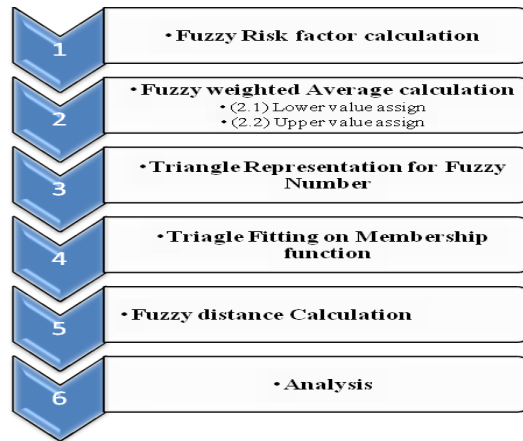 1
• Fuzzy Risk factor calculation
2
• Fuzzy weighted Average calculation
• (2.1) Lower value assign
• (2.2) Upper value assign
3
• Triangle Representation for Fuzzy
Number
4
• Triagle Fitting on Membership
function
5
• Fuzzy distance Calculation
6
• Analysis